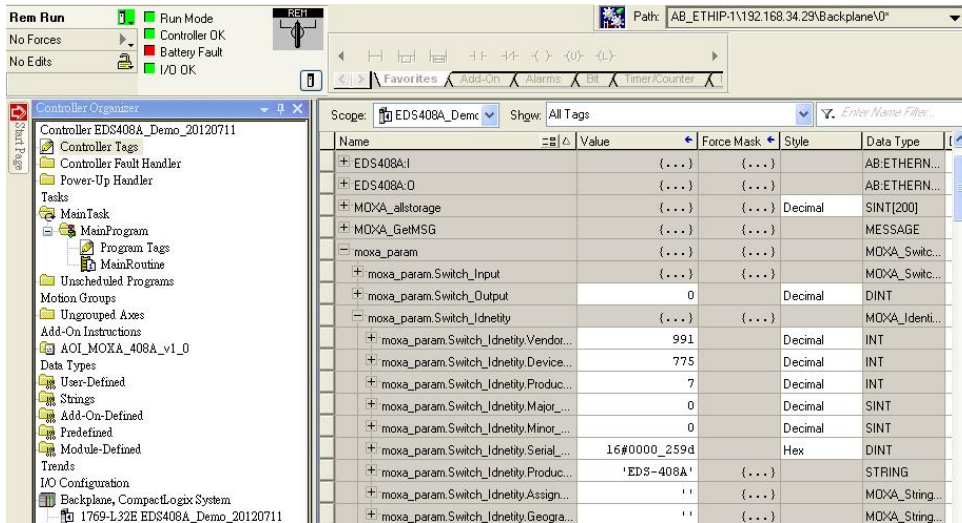 Rem Run
Run Mode
REM
Path: AB_ETHIP-1\192.168.34.29\Backplane\0*
No Forces
Controller OK
Battery Fault
No Edits
I/O OK
Favorites Add-On Alarms Bit Timer/Counter
Start Page
Controller Organizer
Controller EDS408A_Demo_20120711
Controller Tags
Controller Fault Handler
Power-Up Handler
Tasks
MainTask
MainProgram
Program Tags
MainRoutine
Unscheduled Programs
Motion Groups
Ungrouped Axes
Add-On Instructions
AOI_MOXA_408A_v1_0
Data Types
User-Defined
Strings
Add-On-Defined
Predefined
Module-Defined
Trends
I/O Configuration
Backplane, CompactLogix System
1769-L32E EDS408A_Demo_20120711
Scope: EDS408A_Demc Show: All Tags Enter Name Filter...
Name Value Force Mask Style Data Type
EDS408A:I {...} {...} AB:ETHERN...
EDS408A:O {...} {...} AB:ETHERN...
MOXA_allstorage {...} {...} Decimal SINT[200]
MOXA_GetMSG {...} {...} MESSAGE
moxa_param {...} {...} MOXA_Switc...
moxa_param.Switch_Input {...} {...} MOXA_Switc...
moxa_param.Switch_Output 0 Decimal DINT
moxa_param.Switch_Idnetity {...} {...} MOXA_Identi...
moxa_param.Switch_Idnetity.Vendor... 991 Decimal INT
moxa_param.Switch_Idnetity.Device... 775 Decimal INT
moxa_param.Switch_Idnetity.Produc... 7 Decimal INT
moxa_param.Switch_Idnetity.Major_... 0 Decimal SINT
moxa_param.Switch_Idnetity.Minor_... 0 Decimal SINT
moxa_param.Switch_Idnetity.Serial_... 16#0000_259d Hex DINT
moxa_param.Switch_Idnetity.Produc... 'EDS-408A' {...} STRING
moxa_param.Switch_Idnetity.Assign... '' {...} MOXA_String...
moxa_param.Switch_Idnetity.Geogra... '' {...} MOXA_String...